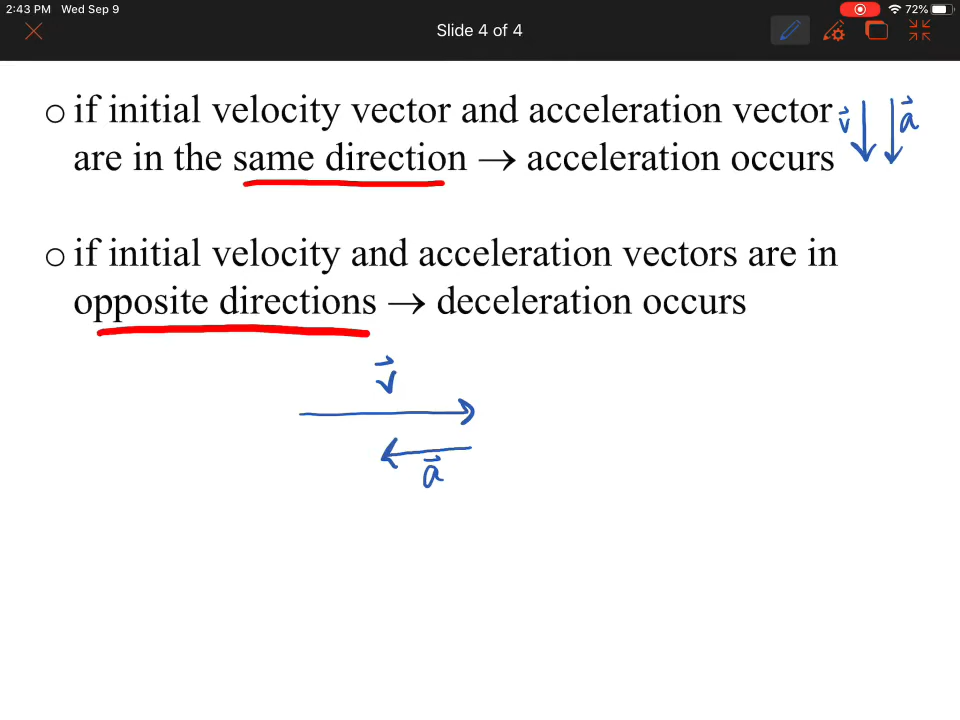 2:43 PM Wed Sep 9
72%
Slide 4 of 4
○ if initial velocity vector and acceleration vector
are in the same direction → acceleration occurs
v⃗ a⃗
○ if initial velocity and acceleration vectors are in
opposite directions → deceleration occurs
v⃗
a⃗